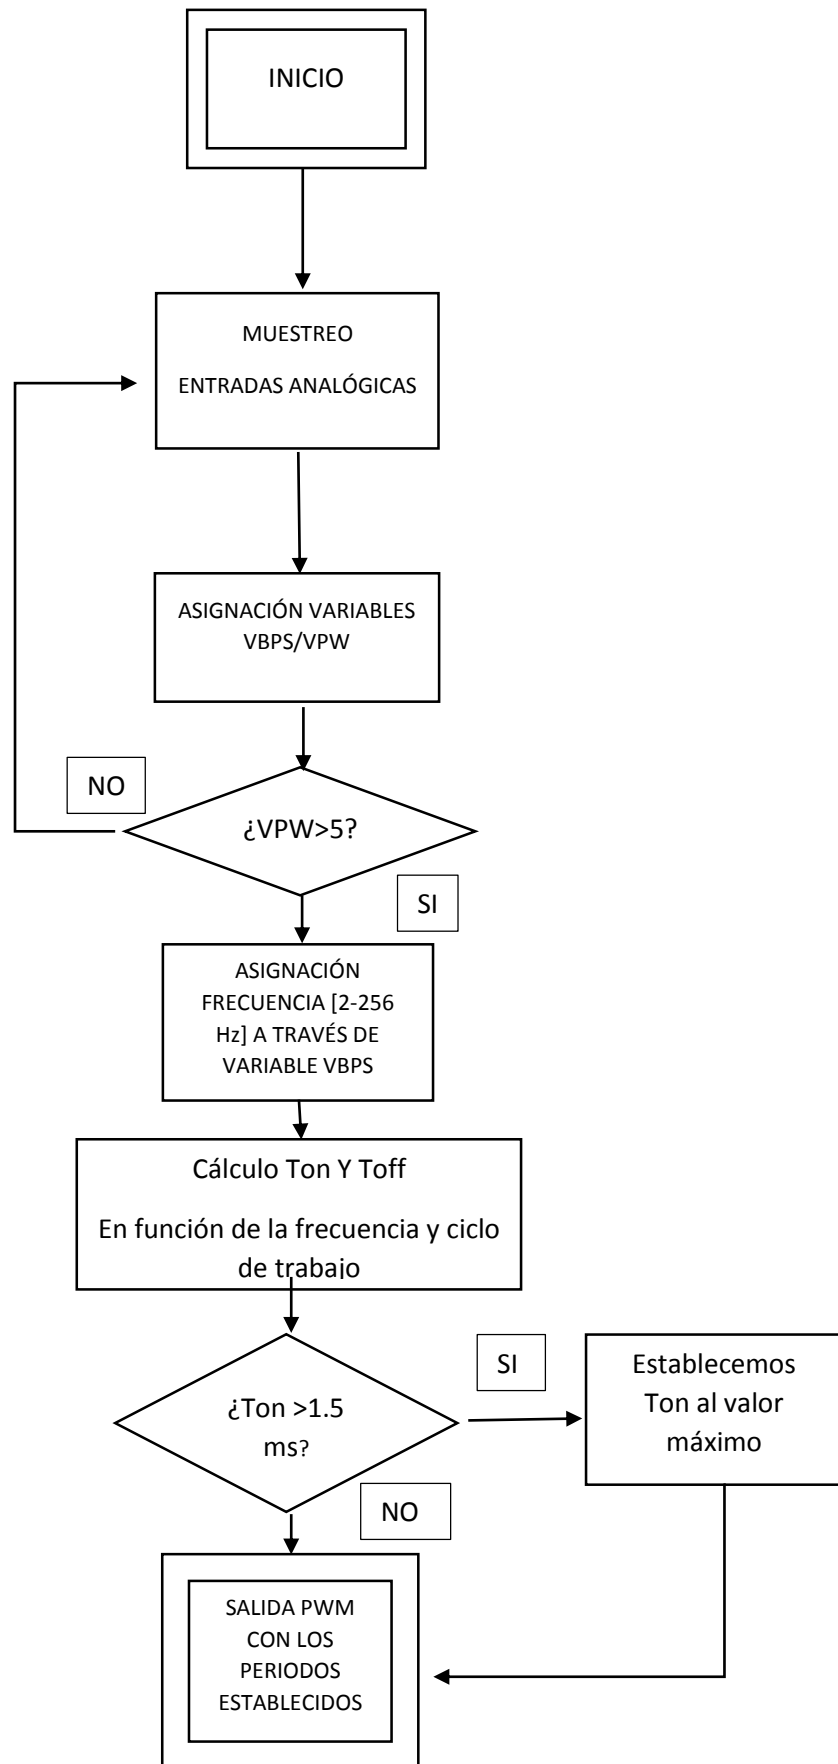 INICIO
MUESTREO
ENTRADAS ANALÓGICAS
ASIGNACIÓN VARIABLES
VBPS/VPW
NO
¿VPW>5?
SI
ASIGNACIÓN
FRECUENCIA [2-256
Hz] A TRAVÉS DE
VARIABLE VBPS
Cálculo Ton Y Toff
En función de la frecuencia y ciclo
de trabajo
¿Ton >1.5
ms?
SI
Establecemos
Ton al valor
máximo
NO
SALIDA PWM
CON LOS
PERIODOS
ESTABLECIDOS